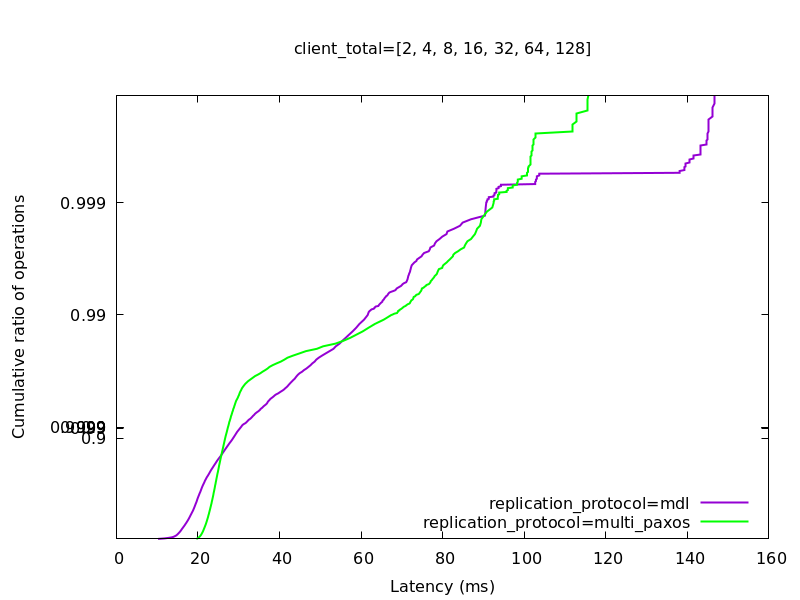 client_total=[2, 4, 8, 16, 32, 64, 128]
Cumulative ratio of operations
0.999
0.99
0.9
replication_protocol=mdl
replication_protocol=multi_paxos
0 20 40 60 80 100 120 140 160
Latency (ms)